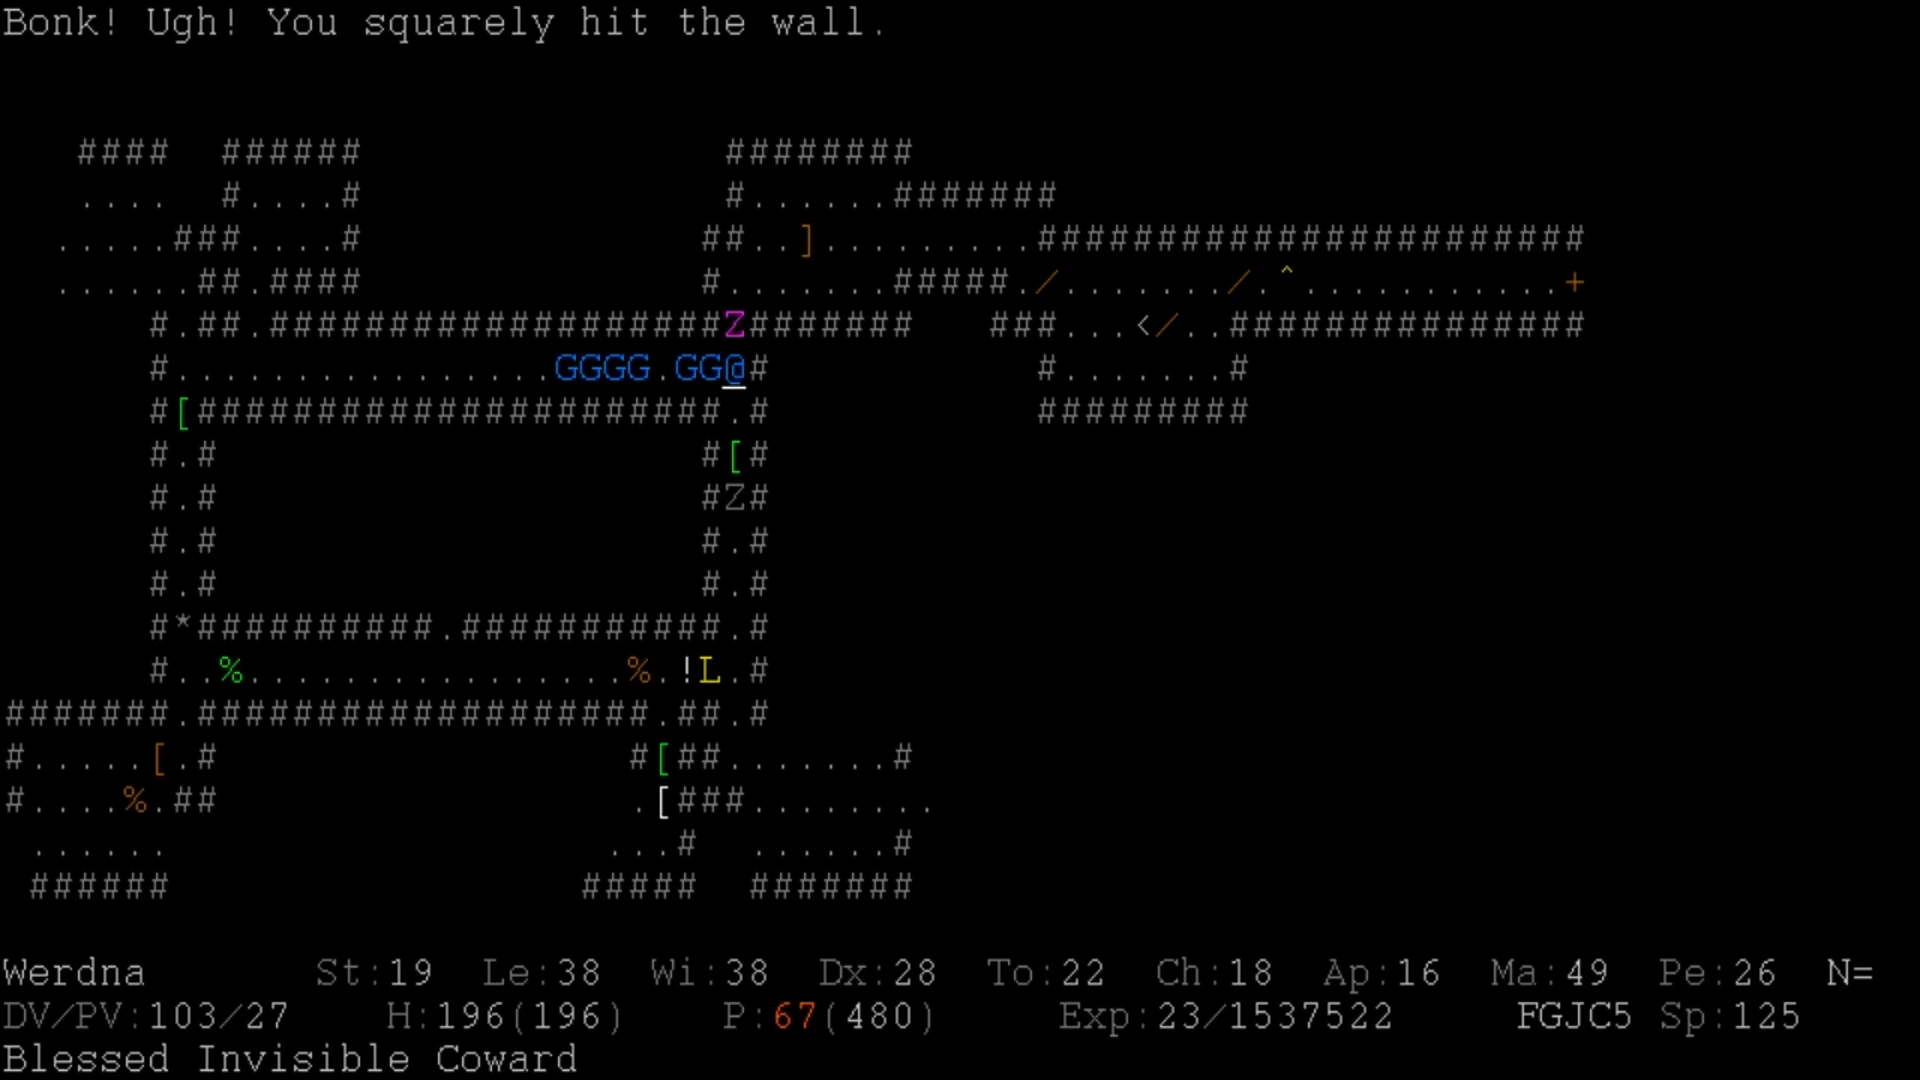 Bonk! Ugh! You squarely hit the wall.
####  ######               ########
....  #....#               #......#######
.....###....#              ##..].........#######################
......##.####              #.......#####./......./.^...........+
#.##.###################Z#######   ###...</..###############
#...............GGGG.GG@#           #.......#
#[######################.#           #########
#.#                    #[#
#.#                    #Z#
#.#                    #.#
#.#                    #.#
#*##########.###########.#
#..%................%.!L.#
#######.###################.##.#
#.....[.#                 #[##.......#
#....%.##                 .[###........
......                   ...#  ......#
######                  #####  #######
Werdna St:19 Le:38 Wi:38 Dx:28 To:22 Ch:18 Ap:16 Ma:49 Pe:26 N=
DV/PV:103/27 H:196(196) P:67(480) Exp:23/1537522 FGJC5 Sp:125
Blessed Invisible Coward